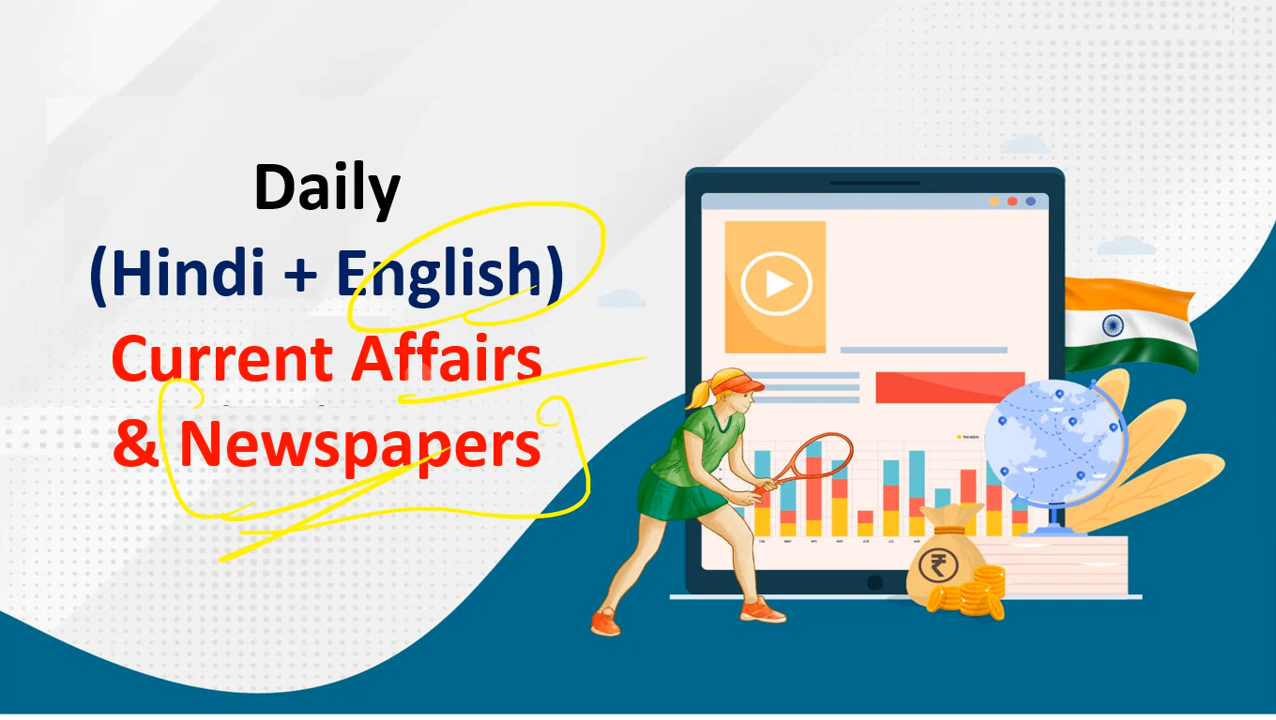 Daily
(Hindi + English)
Current Affairs
& Newspapers
₹